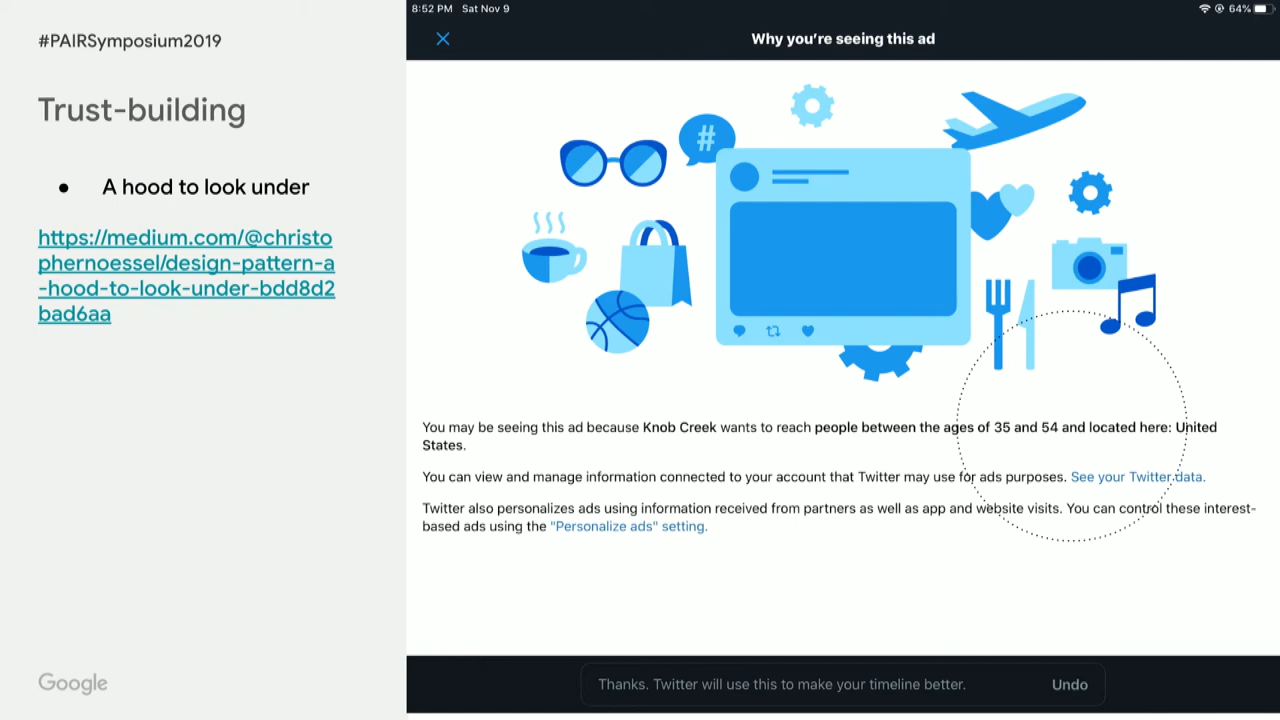 #PAIRSymposium2019
Trust-building
● A hood to look under
https://medium.com/@christo
phernoessel/design-pattern-a
-hood-to-look-under-bdd8d2
bad6aa
Google
8:52 PM Sat Nov 9
64%
Why you're seeing this ad
#
You may be seeing this ad because Knob Creek wants to reach people between the ages of 35 and 54 and located here: United
States.
You can view and manage information connected to your account that Twitter may use for ads purposes. See your Twitter data.
Twitter also personalizes ads using information received from partners as well as app and website visits. You can control these interest-
based ads using the "Personalize ads" setting.
Thanks. Twitter will use this to make your timeline better. Undo